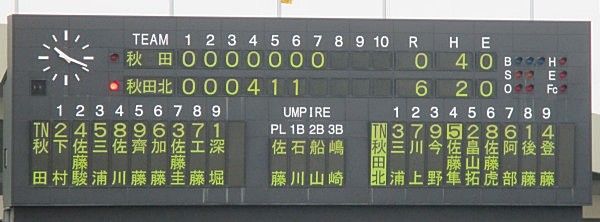 TEAM 1 2 3 4 5 6 7 8 9 10 R H E
秋田 0 0 0 0 0 0 0 0 4 0 B H
秋田北 0 0 0 4 1 1 6 2 0 S E
O Fc
1 2 3 4 5 6 7 8 9 UMPIRE 1 2 3 4 5 6 7 8 9
TN 2 4 5 8 9 6 3 7 1 PL 1B 2B 3B TN 3 7 9 5 2 8 6 1 4
秋田 下村 佐藤駿 三浦 佐川 齊藤 加藤 佐藤圭 工藤 深堀
佐藤 石川 船山 嶋崎
秋田北 三浦 川上 今野 佐藤隼 畠山拓 佐藤虎 阿部 後藤 登藤